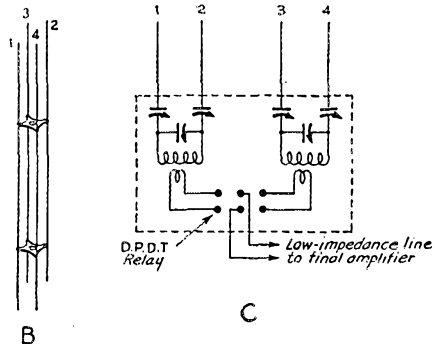 3
1 4 2
1 2 3 4
D.P.D.T
Relay
Low-impedance line
to final amplifier
B
C